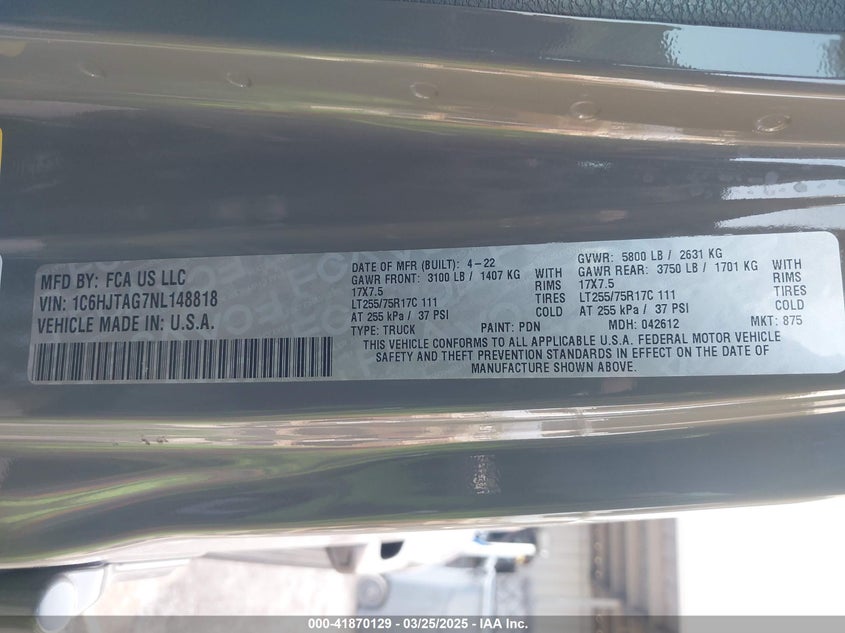 MFD BY: FCA US LLC
VIN: 1C6HJTAG7NL148818
VEHICLE MADE IN: U.S.A.
DATE OF MFR (BUILT): 4-22
GAWR FRONT: 3100 LB / 1407 KG WITH
17X7.5 RIMS
LT255/75R17C 111 TIRES
AT 255 kPa / 37 PSI COLD
GVWR: 5800 LB / 2631 KG
GAWR REAR: 3750 LB / 1701 KG WITH
17X7.5 RIMS
LT255/75R17C 111 TIRES
AT 255 kPa / 37 PSI COLD
TYPE: TRUCK PAINT: PDN MDH: 042612 MKT: 875
THIS VEHICLE CONFORMS TO ALL APPLICABLE U.S.A. FEDERAL MOTOR VEHICLE
SAFETY AND THEFT PREVENTION STANDARDS IN EFFECT ON THE DATE OF
MANUFACTURE SHOWN ABOVE.
000-41870129 - 03/25/2025 - IAA Inc.